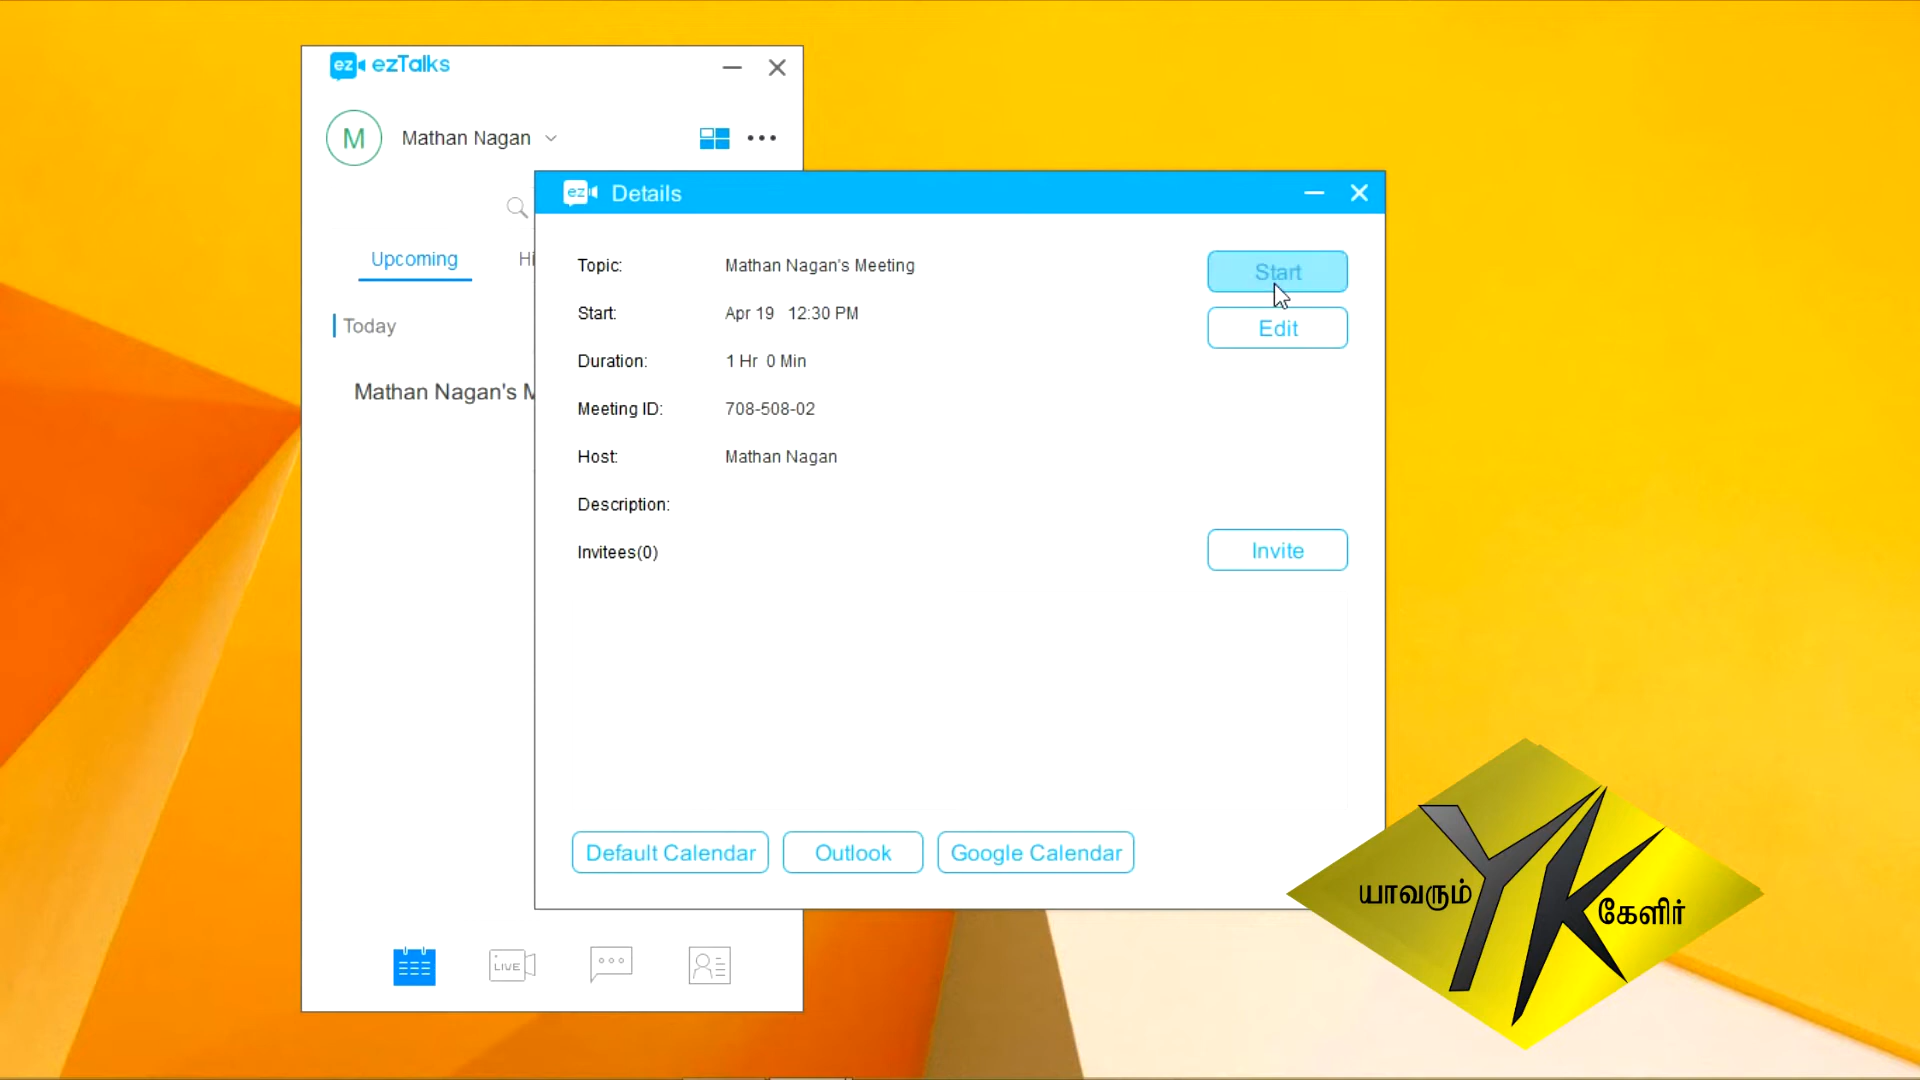 ez ezTalks
M Mathan Nagan
ez Details
Upcoming Hi
Today
Mathan Nagan's M
Topic: Mathan Nagan's Meeting
Start: Apr 19 12:30 PM
Duration: 1 Hr 0 Min
Meeting ID: 708-508-02
Host: Mathan Nagan
Description:
Invitees(0)
Start
Edit
Invite
Default Calendar Outlook Google Calendar
LIVE
யாவரும்
YK
கேளிர்